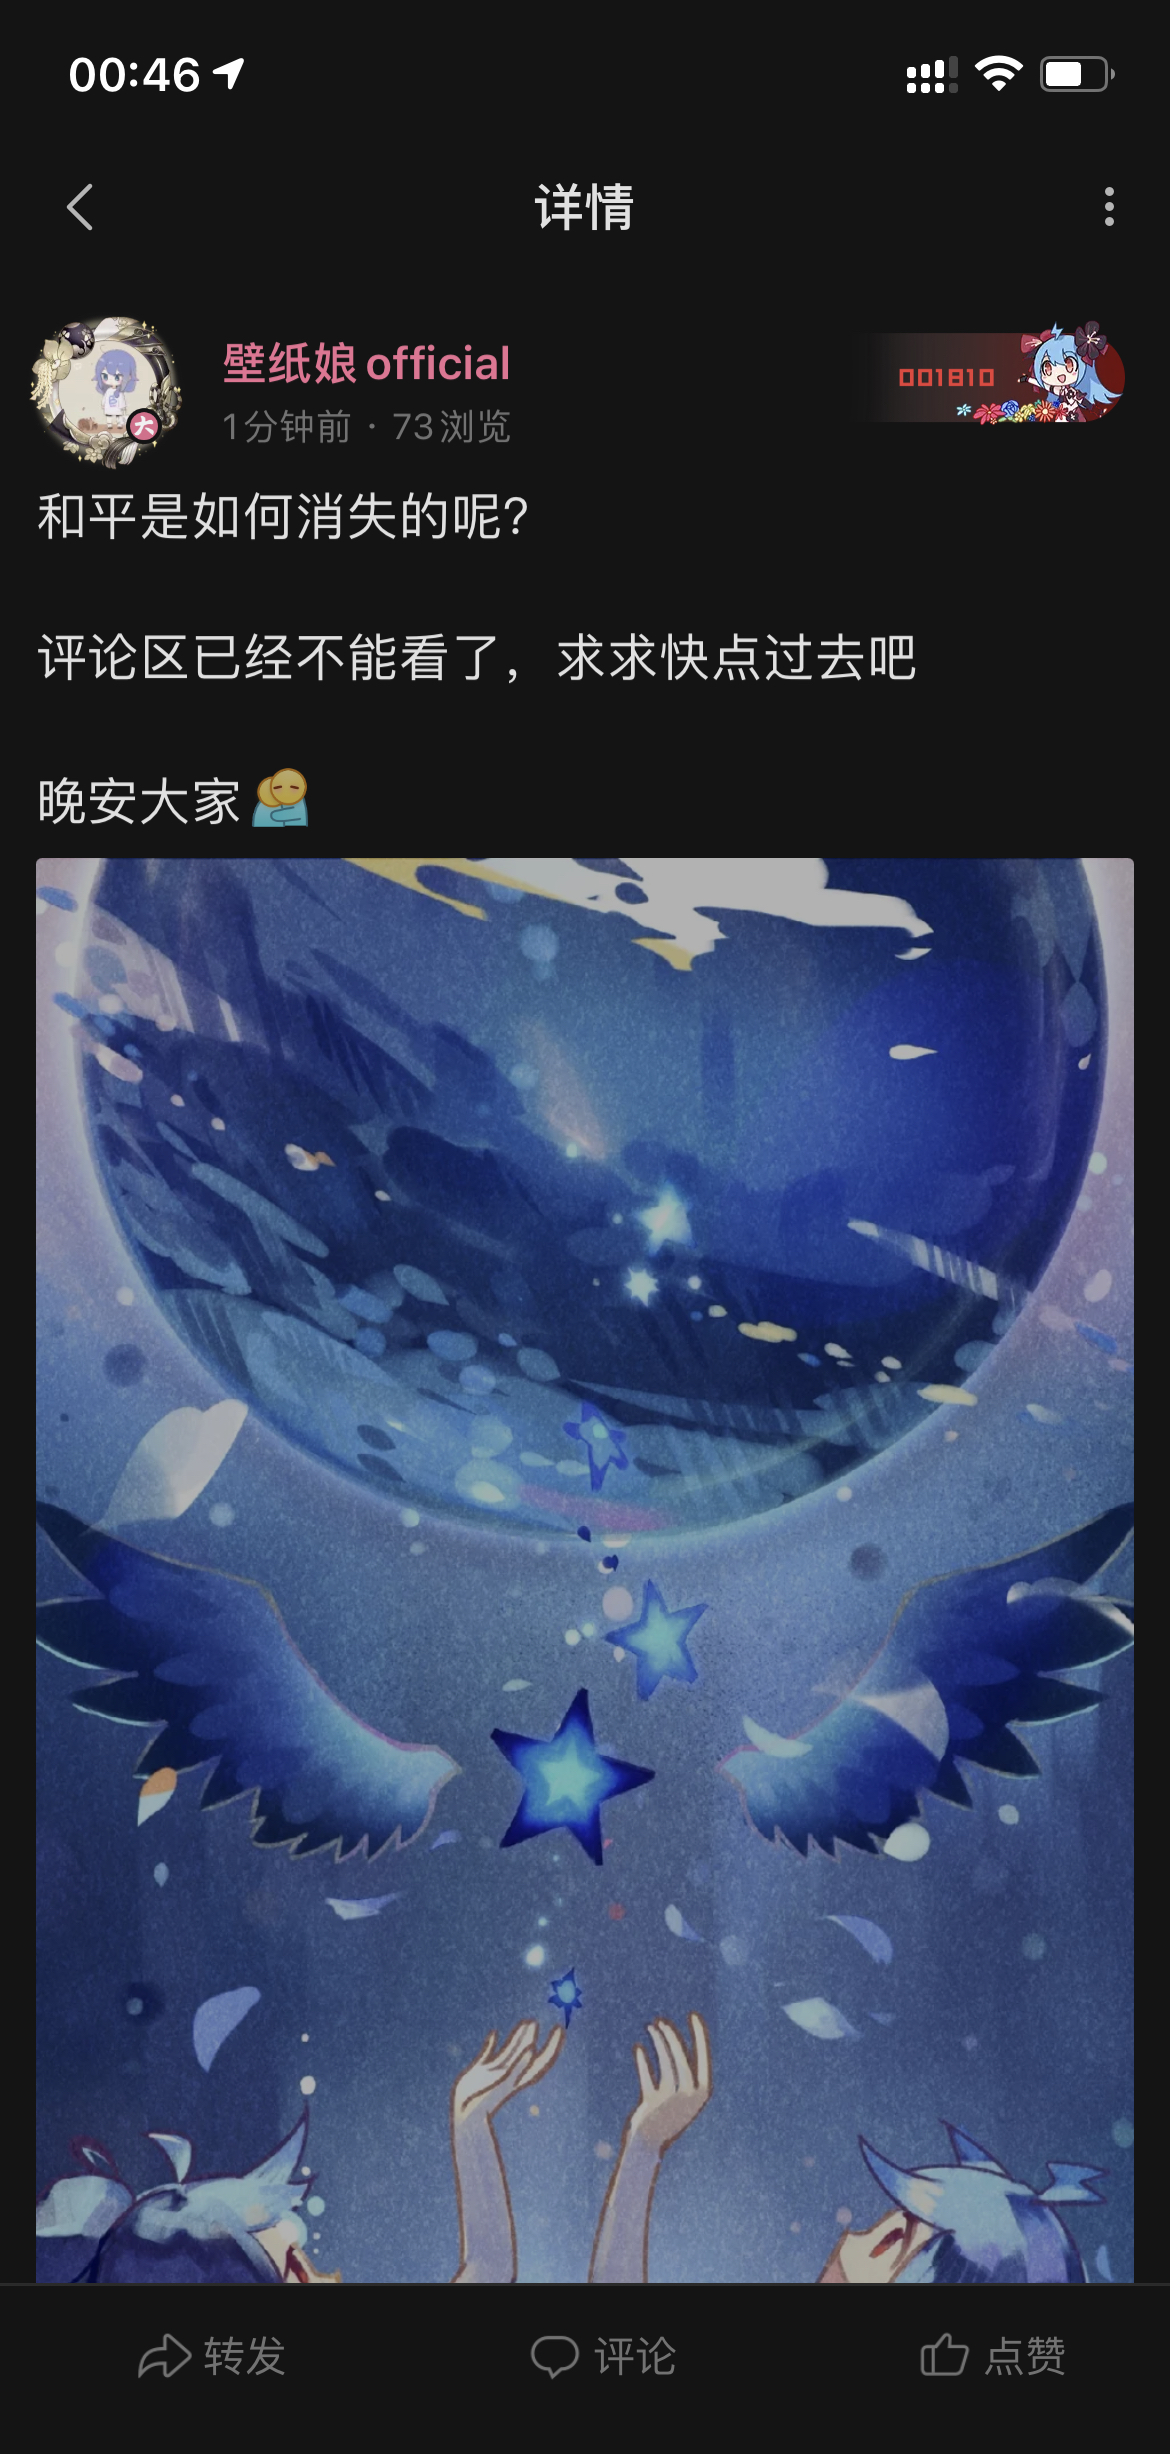 00:46
详情
壁纸娘official
大
1分钟前 · 73浏览
001810
和平是如何消失的呢?
评论区已经不能看了，求求快点过去吧
晚安大家
转发
评论
点赞